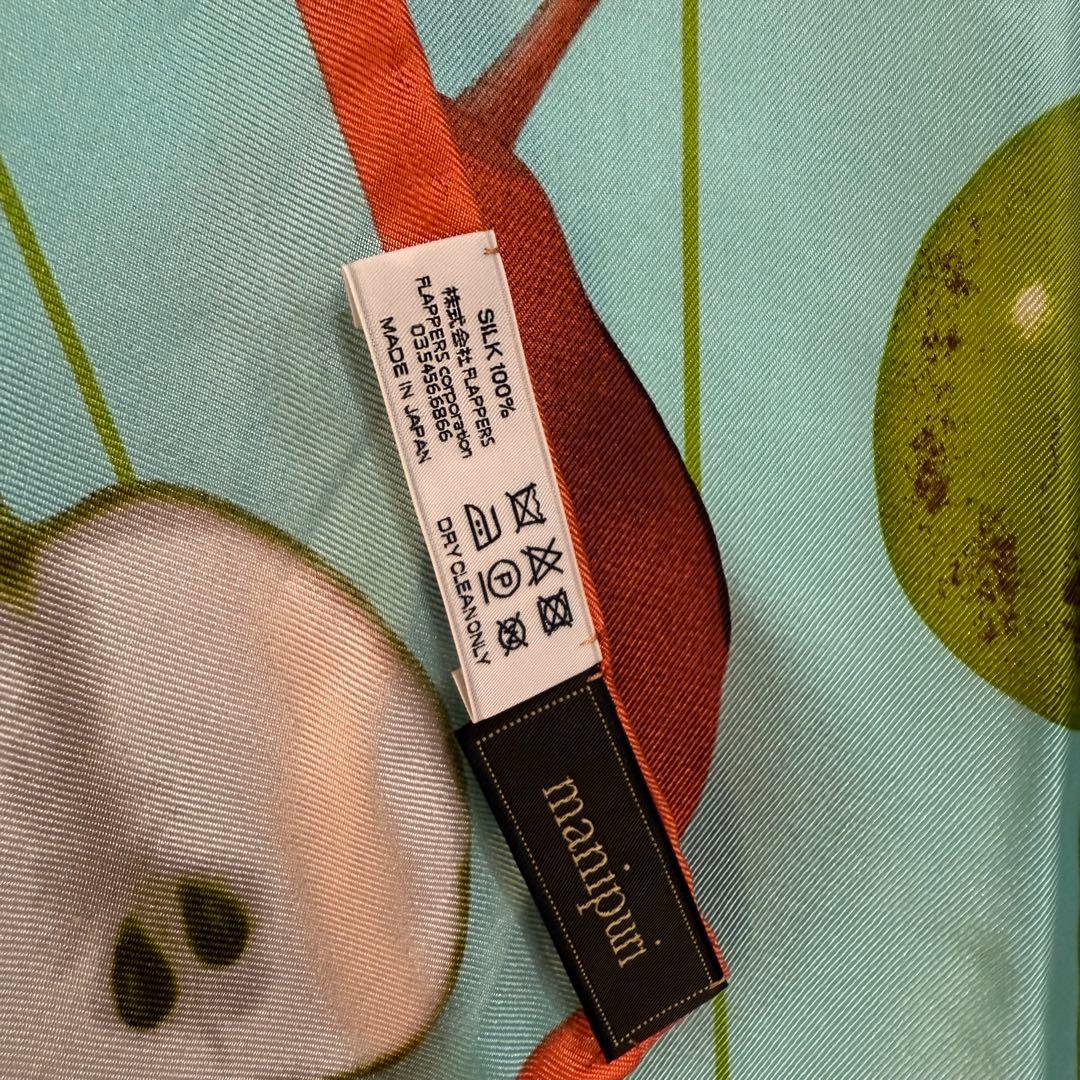 SILK 100%
株式会社 FLAPPERS
FLAPPERS corporation
0354566866
MADE IN JAPAN
P
DRY CLEAN ONLY
manipuri